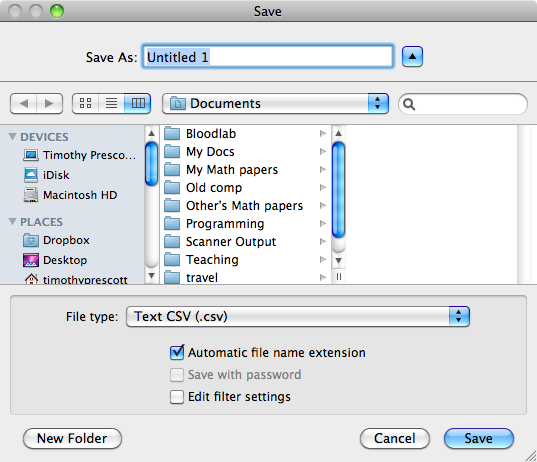 Save
Save As: Untitled 1
Documents
DEVICES
Timothy Presco...
iDisk
Macintosh HD
PLACES
Dropbox
Desktop
timothyprescott
Bloodlab
My Docs
My Math papers
Old comp
Other's Math papers
Programming
Scanner Output
Teaching
travel
File type: Text CSV (.csv)
Automatic file name extension
Save with password
Edit filter settings
New Folder
Cancel
Save